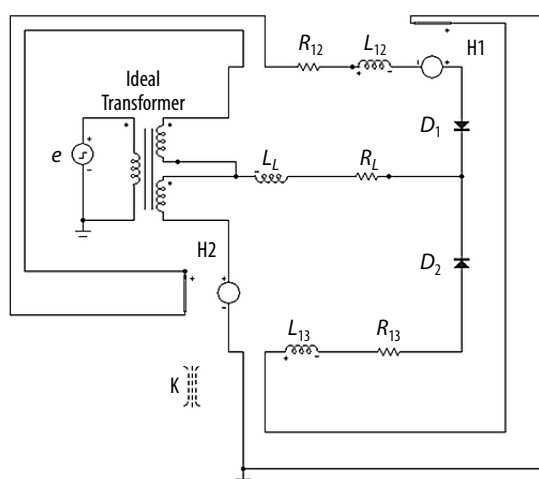 R12
L12
H1
Ideal
Transformer
D1
e
LL
RL
H2
D2
L13
R13
K